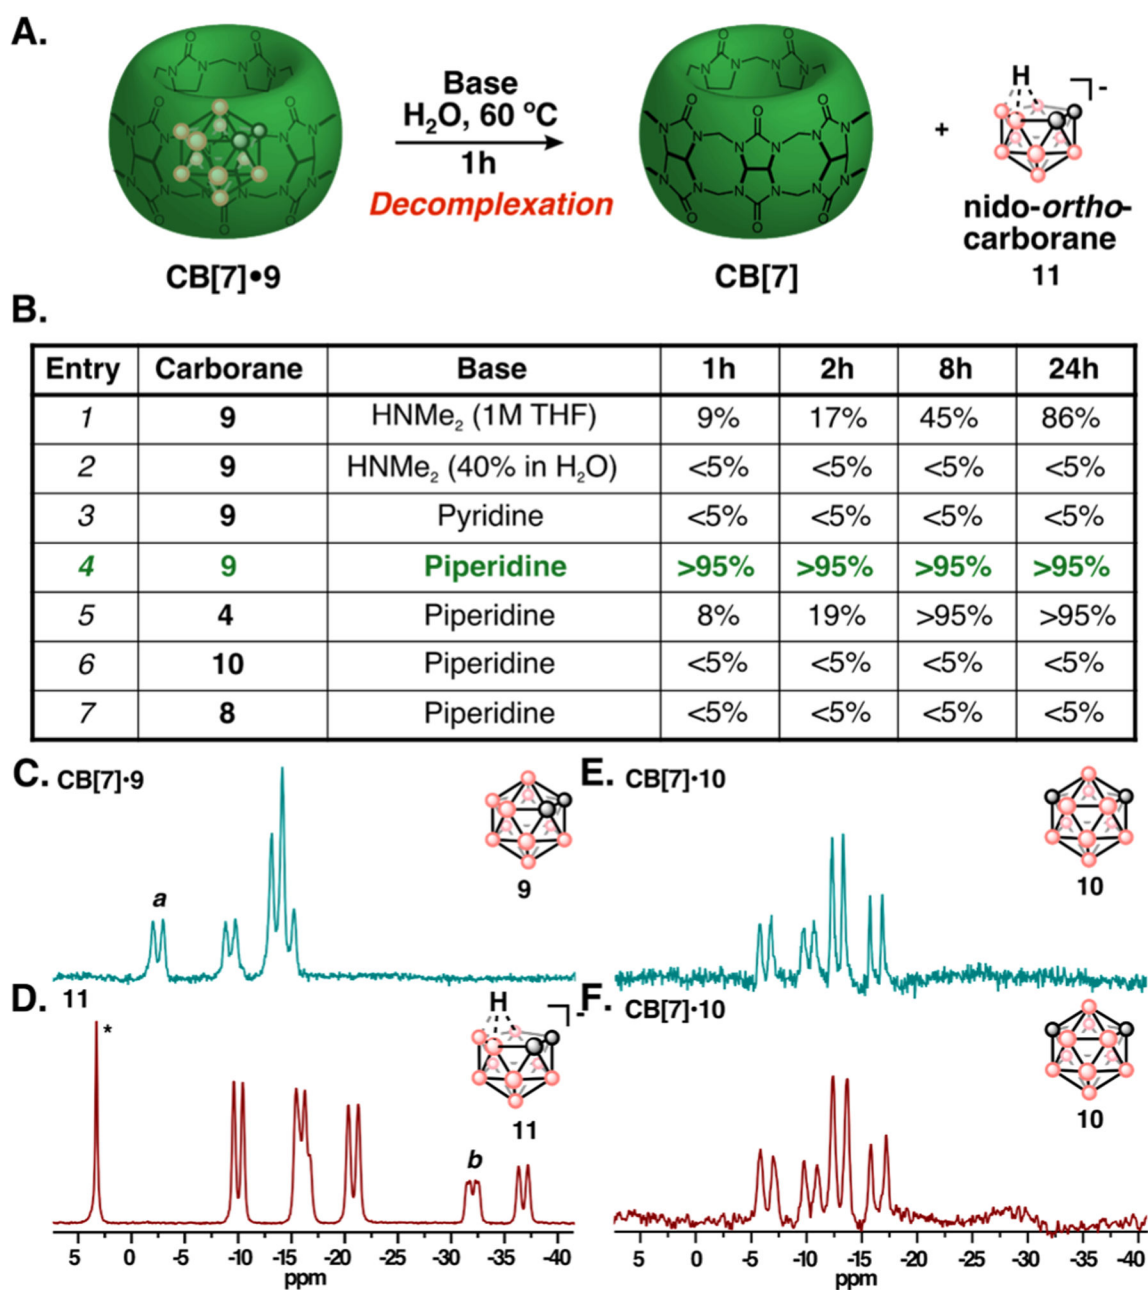 A.
Base
H₂O, 60 ºC
1h
Decomplexation
+
H
-
nido-ortho-
carborane
11
CB[7]•9
CB[7]
B.
Entry Carborane Base 1h 2h 8h 24h
1 9 HNMe₂ (1M THF) 9% 17% 45% 86%
2 9 HNMe₂ (40% in H₂O) <5% <5% <5% <5%
3 9 Pyridine <5% <5% <5% <5%
4 9 Piperidine >95% >95% >95% >95%
5 4 Piperidine 8% 19% >95% >95%
6 10 Piperidine <5% <5% <5% <5%
7 8 Piperidine <5% <5% <5% <5%
C. CB[7]•9
a
9
E. CB[7]•10
10
D.
11
*
H
-
11
b
5 0 -5 -10 -15 -20 -25 -30 -35 -40
ppm
F. CB[7]•10
10
5 0 -5 -10 -15 -20 -25 -30 -35 -40
ppm